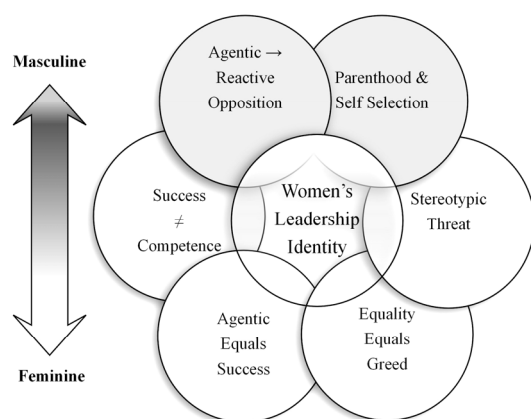 Masculine
Agentic →
Reactive
Opposition
Parenthood &
Self Selection
Success
≠
Competence
Women's
Leadership
Identity
Stereotypic
Threat
Agentic
Equals
Success
Equality
Equals
Greed
Feminine